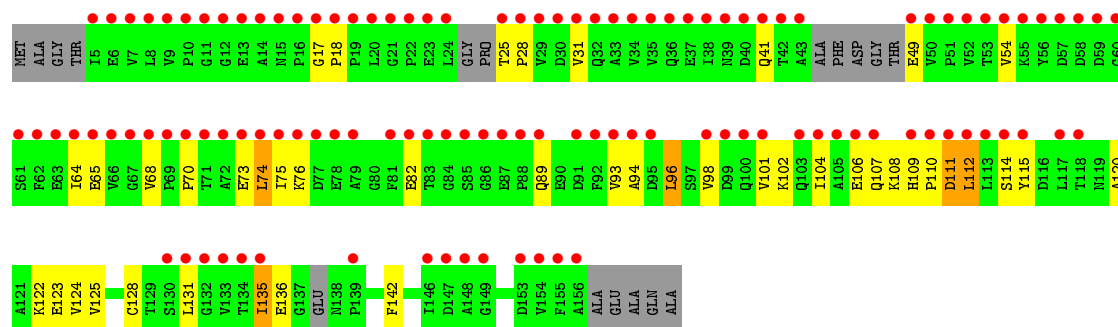 MET ALA GLY THR I5 E6 V7 L8 V9 P10 G11 G12 E13 A14 N15 P16 G17 P18 P19 L20 G21 P22 E23 L24 GLY PRO T25 P28 V29 D30 V31 Q32 A33 V34 V35 Q36 E37 I38 N39 D40 Q41 T42 A43 ALA PHE ASP GLY THR E49 V50 P51 V52 T53 V54 K55 Y56 D57 D58 D59 G60
S61 F62 E63 I64 E65 V66 G67 V68 P69 P70 T71 A72 E73 L74 I75 K76 D77 E78 A79 G80 F81 E82 T83 G84 S85 G86 E87 P88 Q89 E90 D91 F92 V93 A94 D95 L96 S97 V98 D99 Q100 V101 K102 Q103 I104 A105 E106 Q107 K108 H109 P110 D111 L112 L113 S114 Y115 D116 L117 T118 N119 A120
A121 K122 E123 V124 V125 C128 T129 S130 L131 G132 V133 T134 I135 E136 G137 GLU N138 P139 F142 I146 D147 A148 G149 D153 V154 F155 A156 ALA GLU ALA GLN ALA